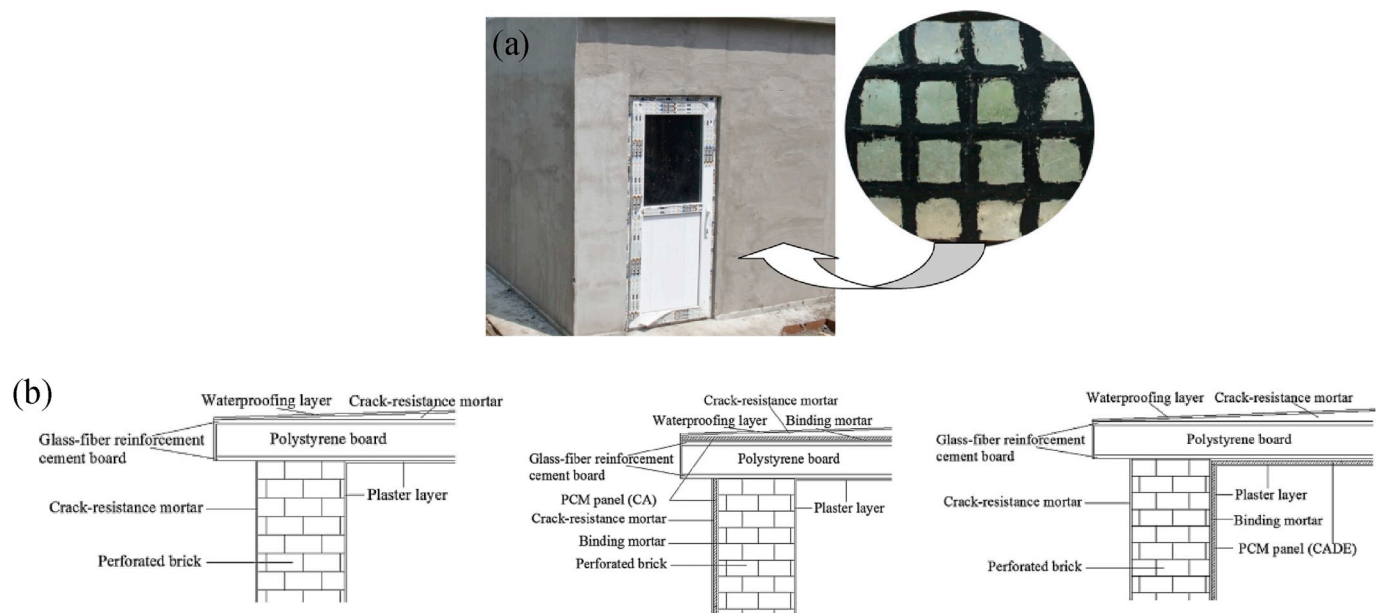 (a)
(b)
Waterproofing layer
Crack-resistance mortar
Glass-fiber reinforcement
cement board
Polystyrene board
Plaster layer
Crack-resistance mortar
Perforated brick
Crack-resistance mortar
Waterproofing layer
Binding mortar
Glass-fiber reinforcement
cement board
Polystyrene board
PCM panel (CA)
Plaster layer
Crack-resistance mortar
Binding mortar
Perforated brick
Waterproofing layer
Crack-resistance mortar
Glass-fiber reinforcement
cement board
Polystyrene board
Crack-resistance mortar
Plaster layer
Binding mortar
PCM panel (CADE)
Perforated brick